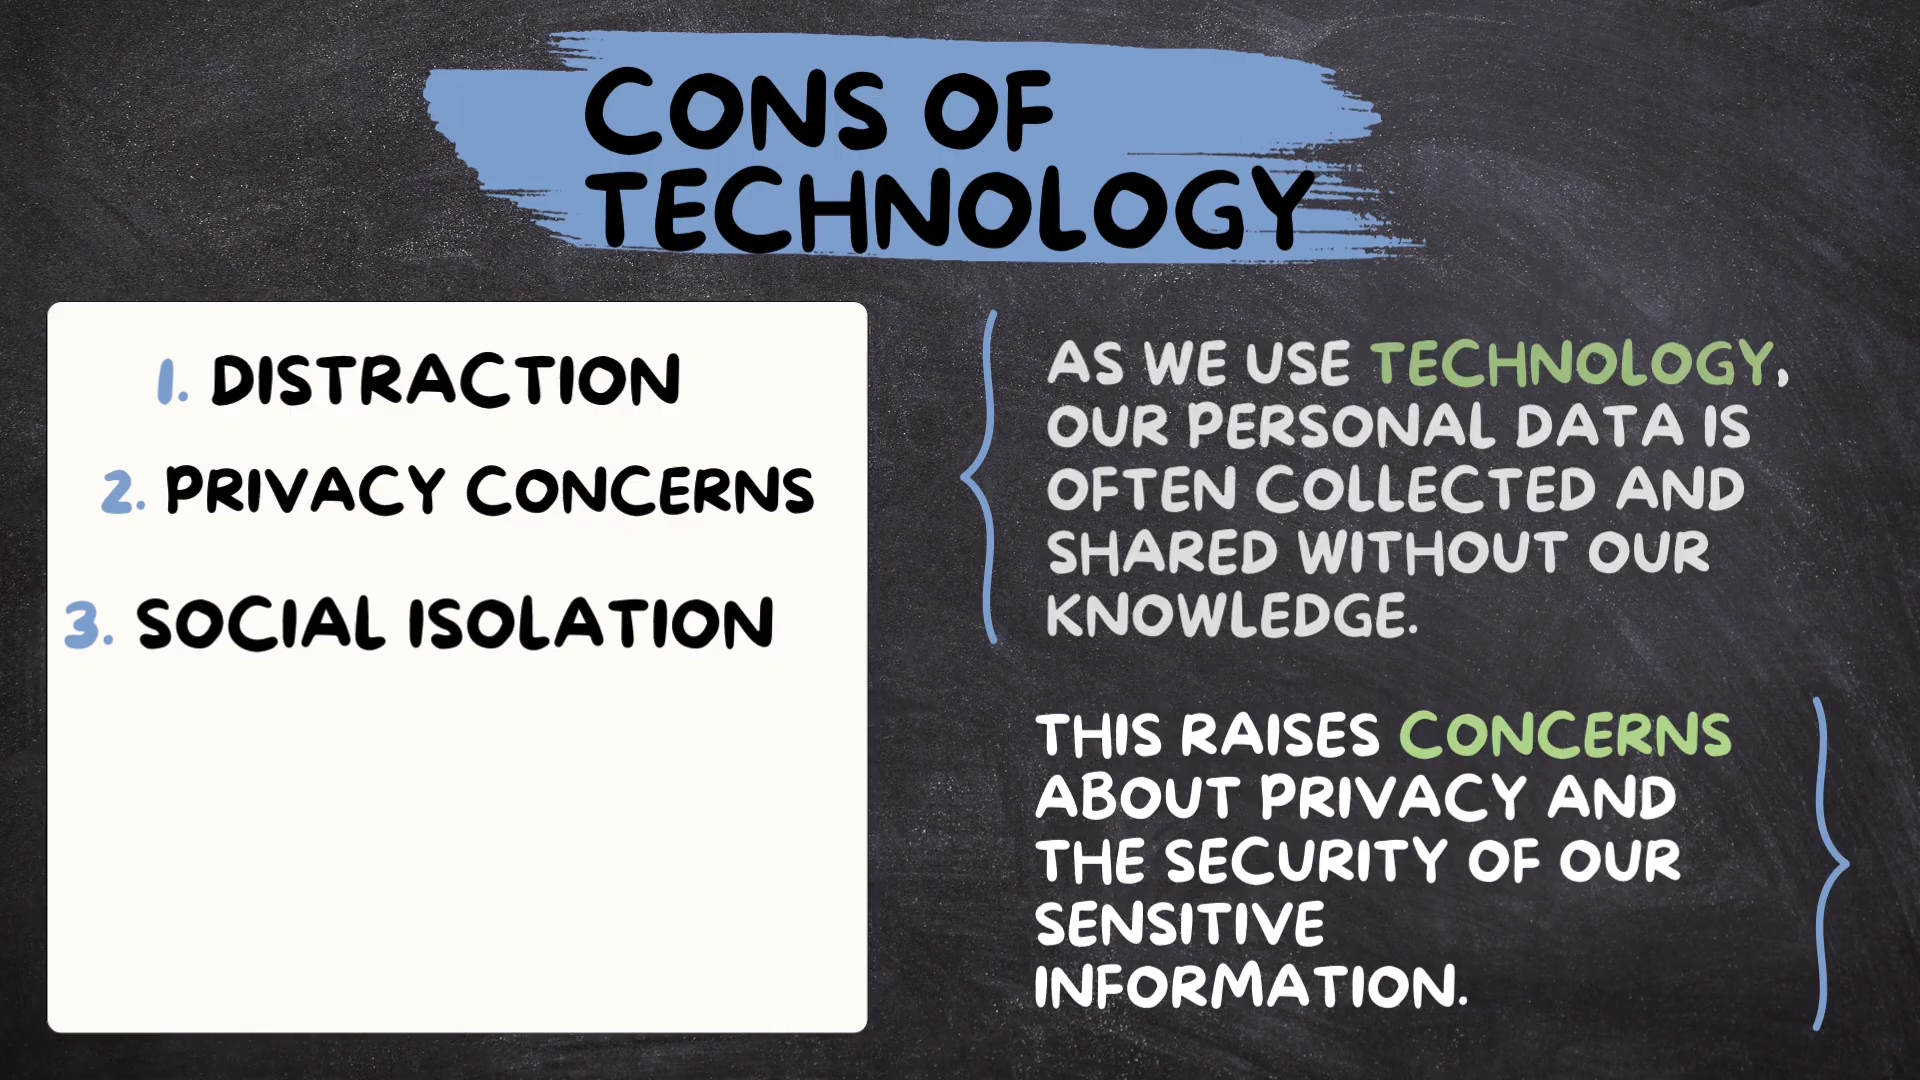 CONS OF
TECHNOLOGY
1. DISTRACTION
2. PRIVACY CONCERNS
3. SOCIAL ISOLATION
AS WE USE TECHNOLOGY,
OUR PERSONAL DATA IS
OFTEN COLLECTED AND
SHARED WITHOUT OUR
KNOWLEDGE.
THIS RAISES CONCERNS
ABOUT PRIVACY AND
THE SECURITY OF OUR
SENSITIVE
INFORMATION.